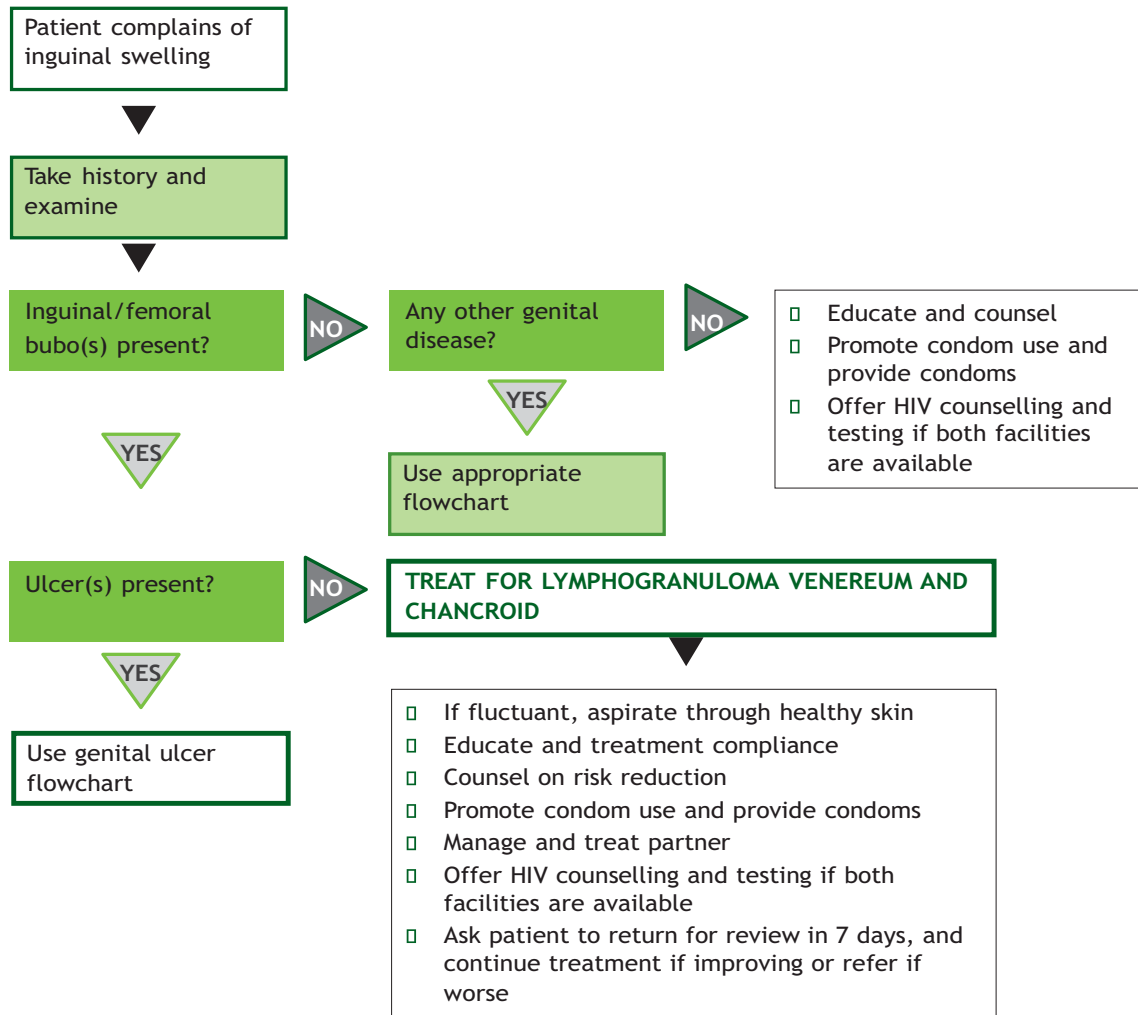 Patient complains of
inguinal swelling
Take history and
examine
Inguinal/femoral
bubo(s) present?
NO
Any other genital
disease?
NO
Educate and counsel
Promote condom use and
provide condoms
Offer HIV counselling and
testing if both facilities
are available
YES
YES
Use appropriate
flowchart
Ulcer(s) present?
NO
TREAT FOR LYMPHOGRANULOMA VENEREUM AND
CHANCROID
YES
Use genital ulcer
flowchart
If fluctuant, aspirate through healthy skin
Educate and treatment compliance
Counsel on risk reduction
Promote condom use and provide condoms
Manage and treat partner
Offer HIV counselling and testing if both
facilities are available
Ask patient to return for review in 7 days, and
continue treatment if improving or refer if
worse